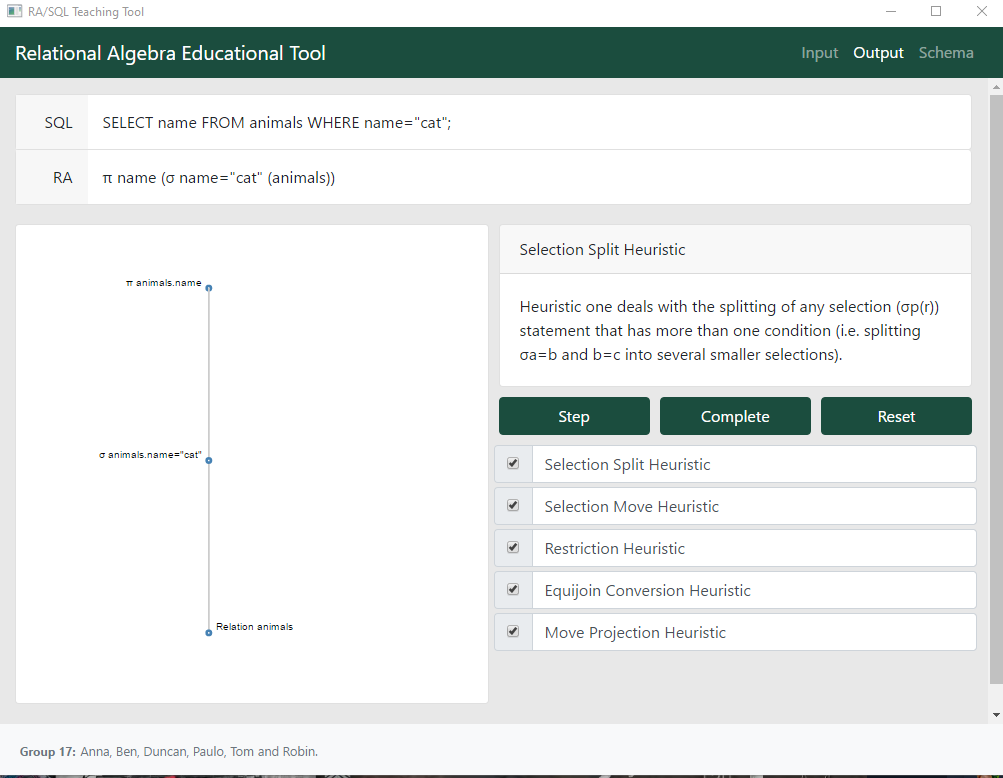 RA/SQL Teaching Tool
Relational Algebra Educational Tool
Input Output Schema
SQL SELECT name FROM animals WHERE name="cat";
RA π name (σ name="cat" (animals))
π animals.name
σ animals.name="cat"
Relation animals
Selection Split Heuristic
Heuristic one deals with the splitting of any selection (σp(r))
statement that has more than one condition (i.e. splitting
σa=b and b=c into several smaller selections).
Step Complete Reset
Selection Split Heuristic
Selection Move Heuristic
Restriction Heuristic
Equijoin Conversion Heuristic
Move Projection Heuristic
Group 17: Anna, Ben, Duncan, Paulo, Tom and Robin.